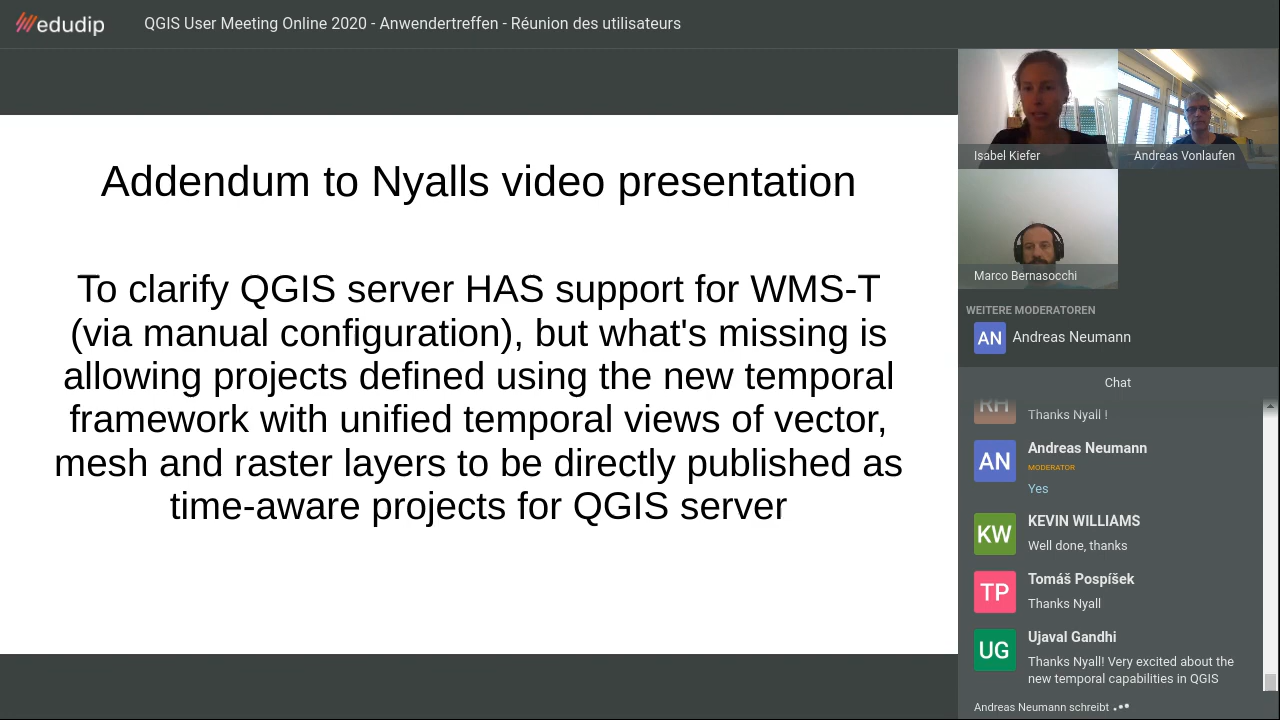 edudip
QGIS User Meeting Online 2020 - Anwendertreffen - Réunion des utilisateurs
Addendum to Nyalls video presentation
To clarify QGIS server HAS support for WMS-T
(via manual configuration), but what's missing is
allowing projects defined using the new temporal
framework with unified temporal views of vector,
mesh and raster layers to be directly published as
time-aware projects for QGIS server
Isabel Kiefer
Andreas Vonlaufen
Marco Bernasocchi
WEITERE MODERATOREN
AN
Andreas Neumann
Chat
RH
Thanks Nyall !
AN
Andreas Neumann
MODERATOR
Yes
KW
KEVIN WILLIAMS
Well done, thanks
TP
Tomáš Pospíšek
Thanks Nyall
UG
Ujaval Gandhi
Thanks Nyall! Very excited about the
new temporal capabilities in QGIS
Andreas Neumann schreibt